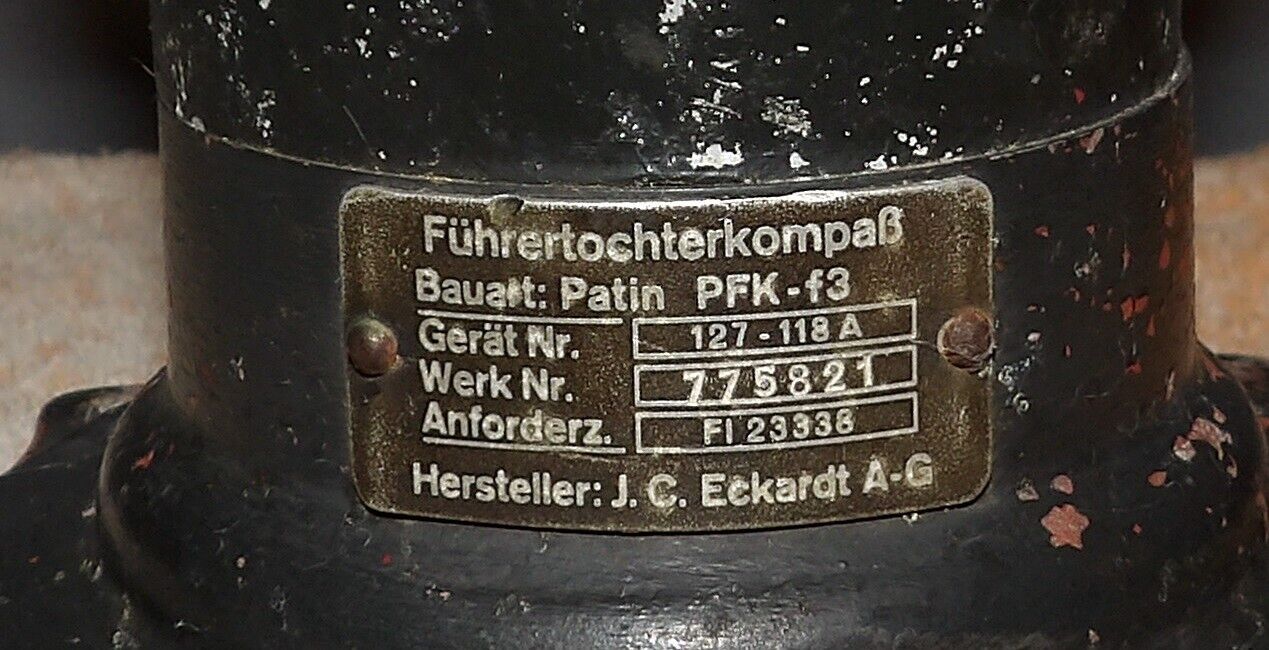 Führertochterkompaß
Bauart: Patin PFK-f3
Gerät Nr. 127-118 A
Werk Nr. 775821
Anforderz. Fl 23338
Hersteller: J. C. Eckardt A-G